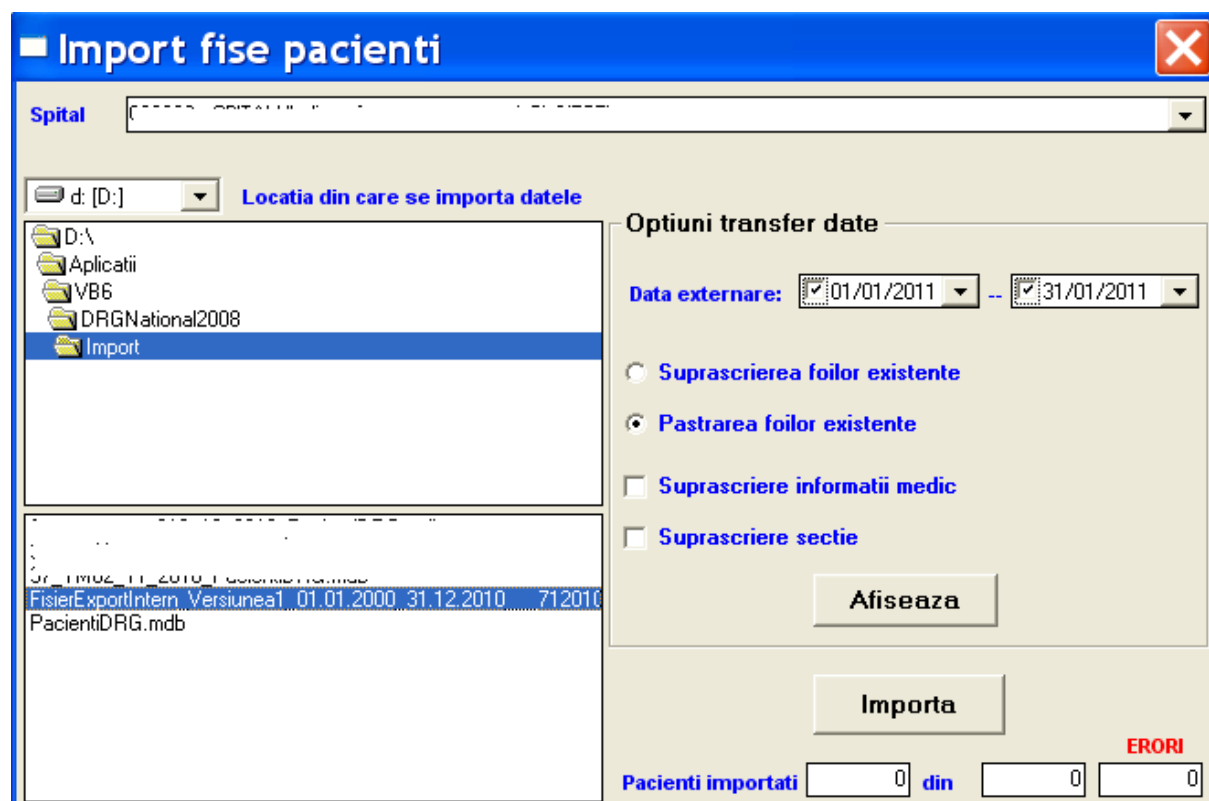 Import fise pacienti
Spital
d: [D:]
Locatia din care se importa datele
D:\
Aplicatii
VB6
DRGNational2008
Import
Optiuni transfer date
Data externare: 01/01/2011 -- 31/01/2011
Suprascrierea foilor existente
Pastrarea foilor existente
Suprascriere informatii medic
Suprascriere sectie
Afiseaza
FisierExportIntern_Versiunea1_01.01.2000_31.12.2010___712010
PacientiDRG.mdb
Importa
ERORI
Pacienti importati 0 din 0 0